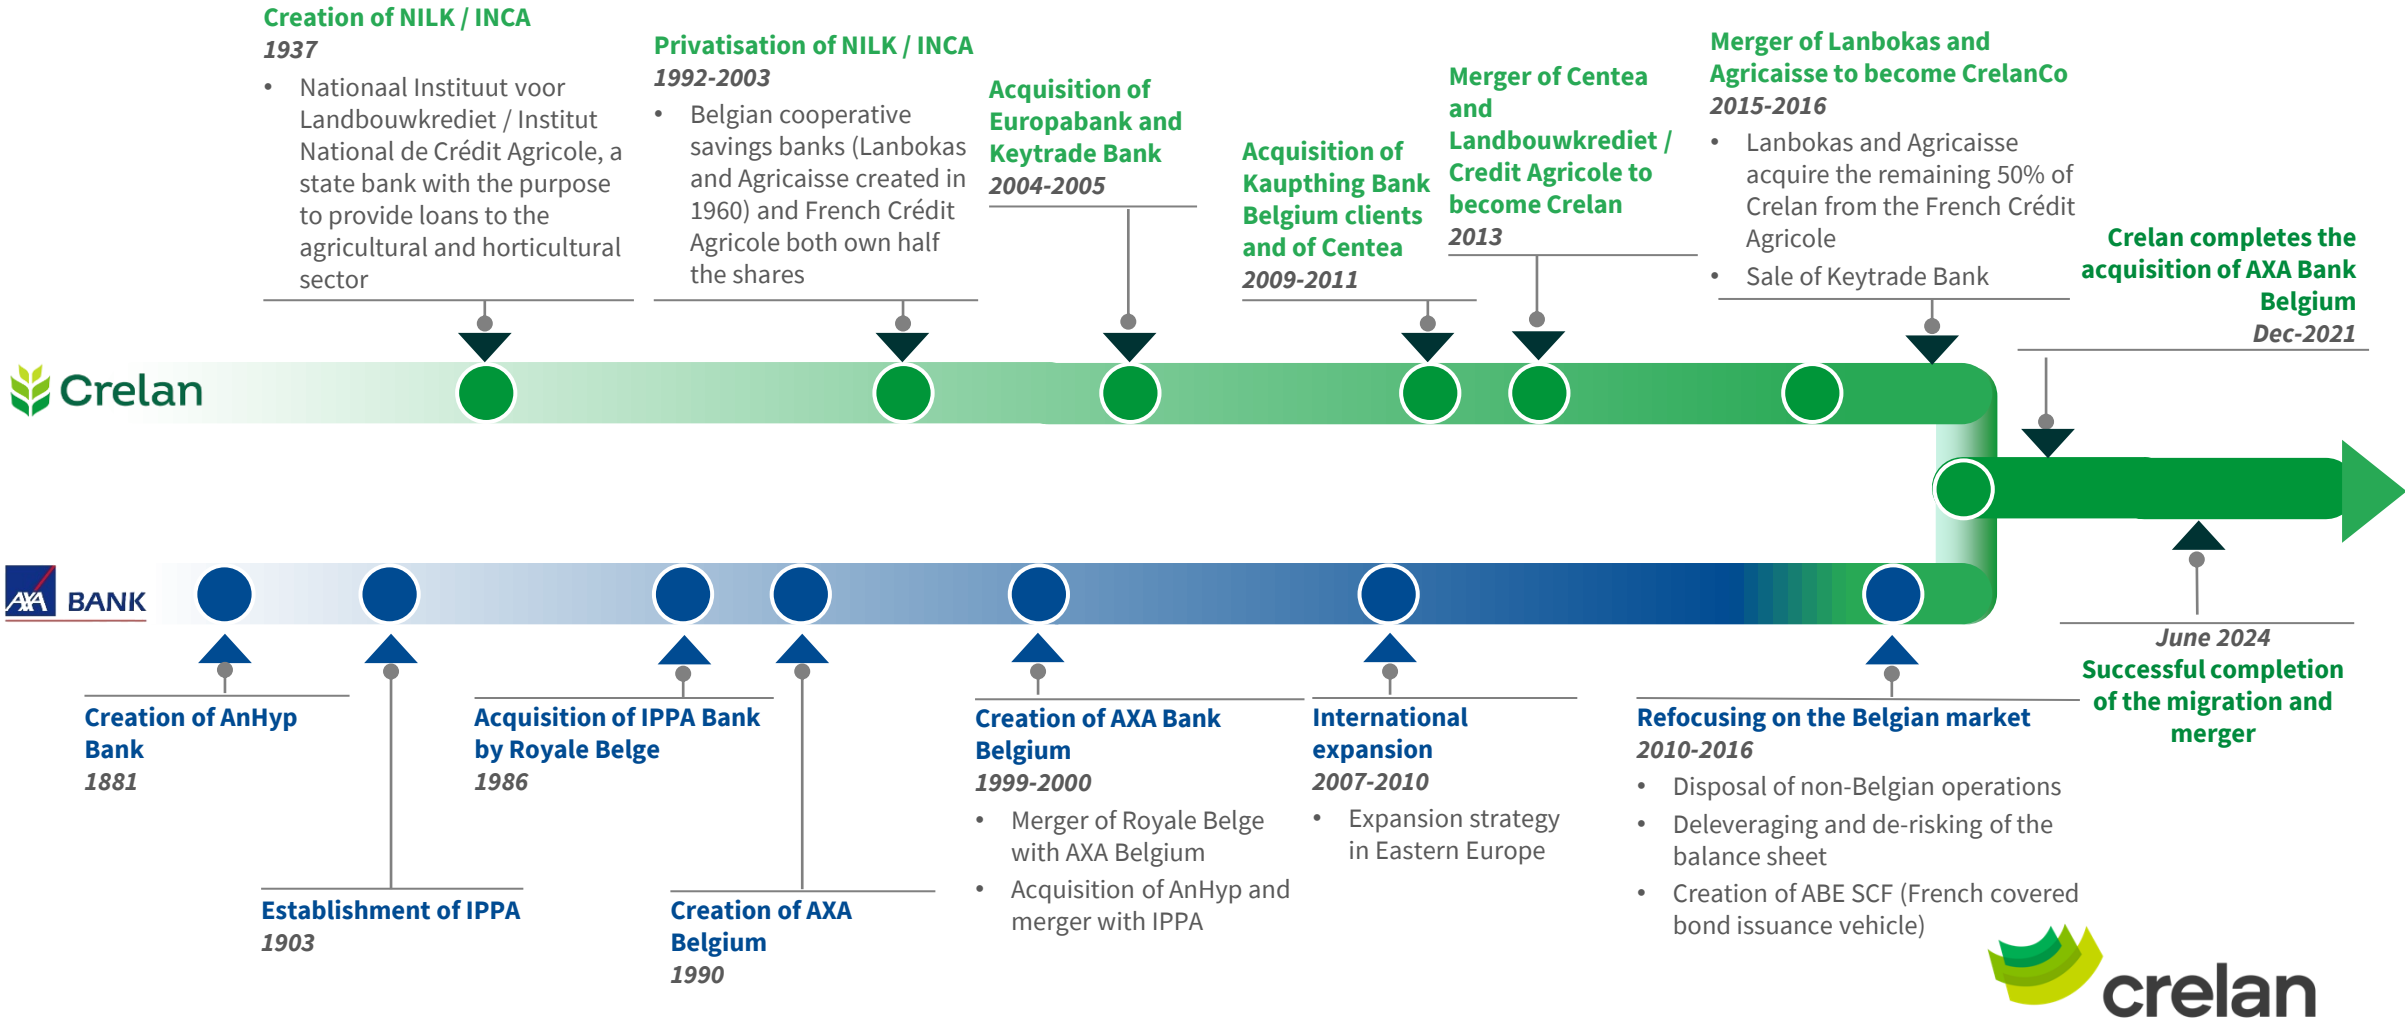 Creation of NILK / INCA
1937
• Nationaal Instituut voor
Landbouwkrediet / Institut
National de Crédit Agricole, a
state bank with the purpose
to provide loans to the
agricultural and horticultural
sector
Privatisation of NILK / INCA
1992-2003
• Belgian cooperative
savings banks (Lanbokas
and Agricaisse created in
1960) and French Crédit
Agricole both own half
the shares
Acquisition of
Europabank and
Keytrade Bank
2004-2005
Acquisition of
Kaupthing Bank
Belgium clients
and of Centea
2009-2011
Merger of Centea
and
Landbouwkrediet /
Credit Agricole to
become Crelan
2013
Merger of Lanbokas and
Agricaisse to become CrelanCo
2015-2016
• Lanbokas and Agricaisse
acquire the remaining 50% of
Crelan from the French Crédit
Agricole
• Sale of Keytrade Bank
Crelan completes the
acquisition of AXA Bank
Belgium
Dec-2021
Crelan
AXA BANK
Creation of AnHyp
Bank
1881
Establishment of IPPA
1903
Acquisition of IPPA Bank
by Royale Belge
1986
Creation of AXA
Belgium
1990
Creation of AXA Bank
Belgium
1999-2000
• Merger of Royale Belge
with AXA Belgium
• Acquisition of AnHyp and
merger with IPPA
International
expansion
2007-2010
• Expansion strategy
in Eastern Europe
Refocusing on the Belgian market
2010-2016
• Disposal of non-Belgian operations
• Deleveraging and de-risking of the
balance sheet
• Creation of ABE SCF (French covered
bond issuance vehicle)
June 2024
Successful completion
of the migration and
merger
crelan